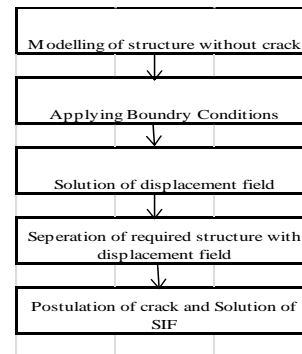 Modelling of structure without crack
Applying Boundry Conditions
Solution of displacement field
Seperation of required structure with
displacement field
Postulation of crack and Solution of
SIF